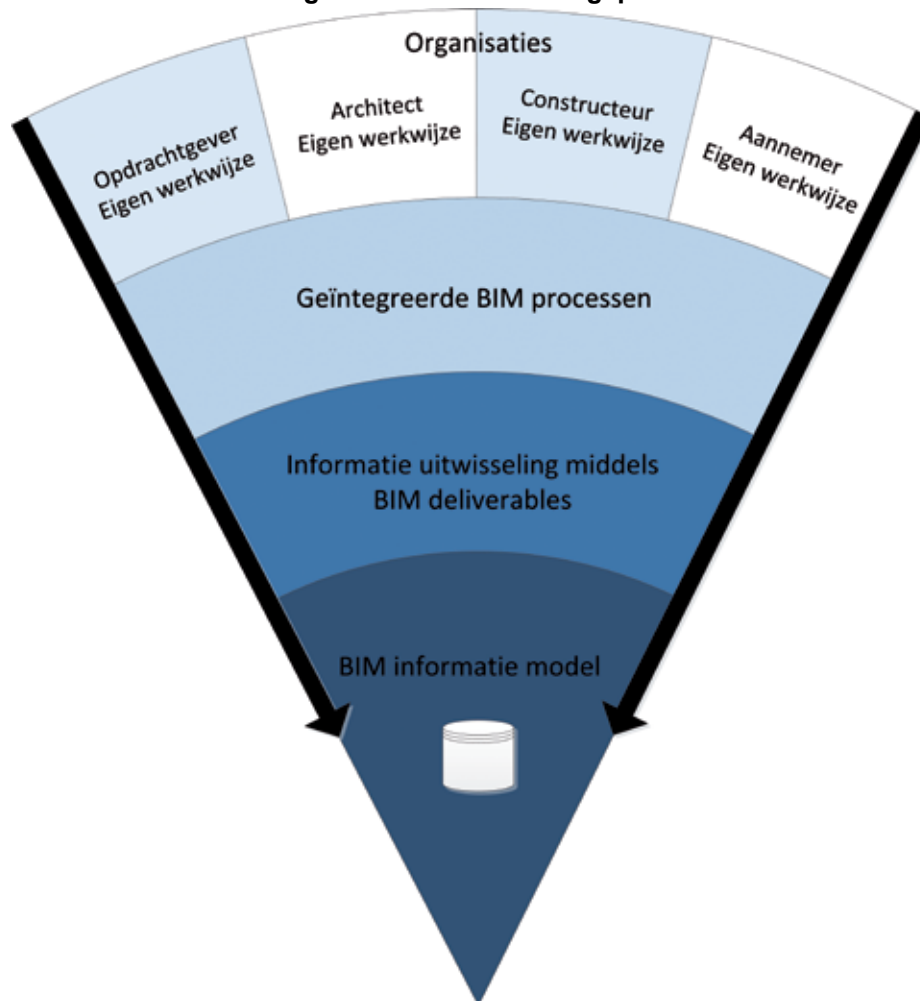 Organisaties
Opdrachtgever
Eigen werkwijze
Architect
Eigen werkwijze
Constructeur
Eigen werkwijze
Aannemer
Eigen werkwijze
Geïntegreerde BIM processen
Informatie uitwisseling middels
BIM deliverables
BIM informatie model